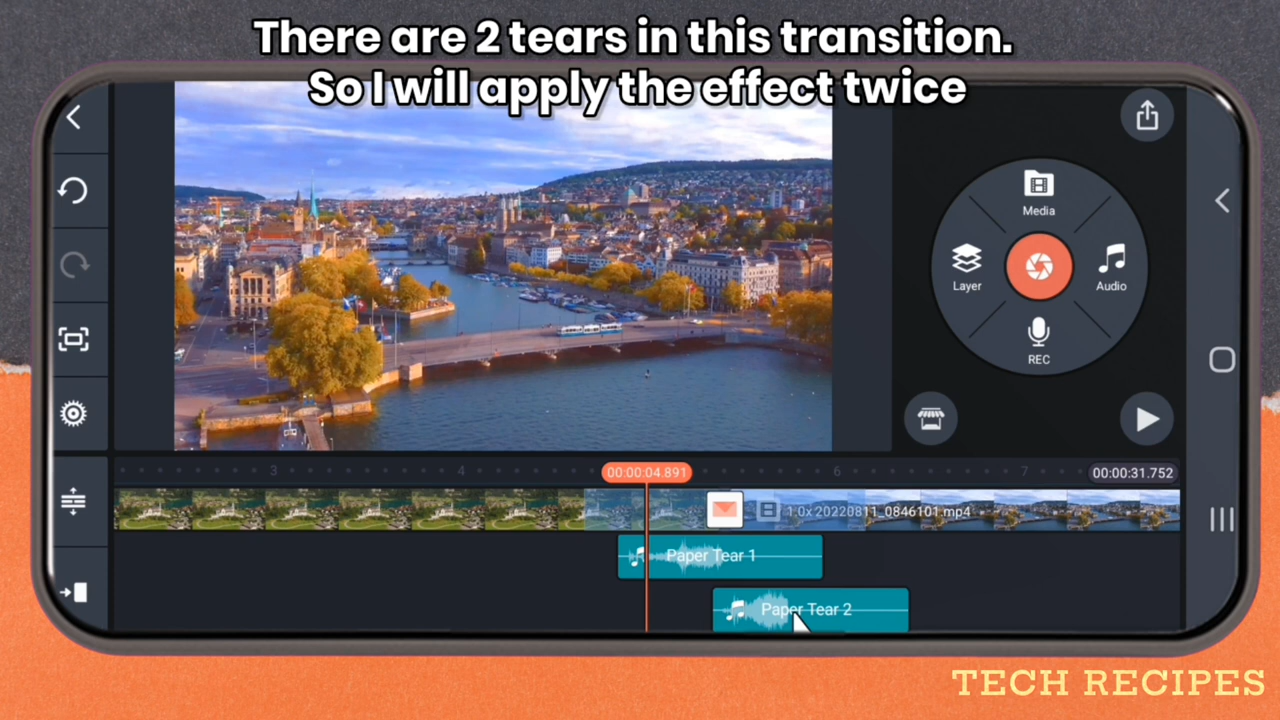 There are 2 tears in this transition.
So I will apply the effect twice
Media
Layer
Audio
REC
3
4
00:00:04.891
6
7
00:00:31.752
1.0x 20220811_0846101.mp4
Paper Tear 1
Paper Tear 2
TECH RECIPES